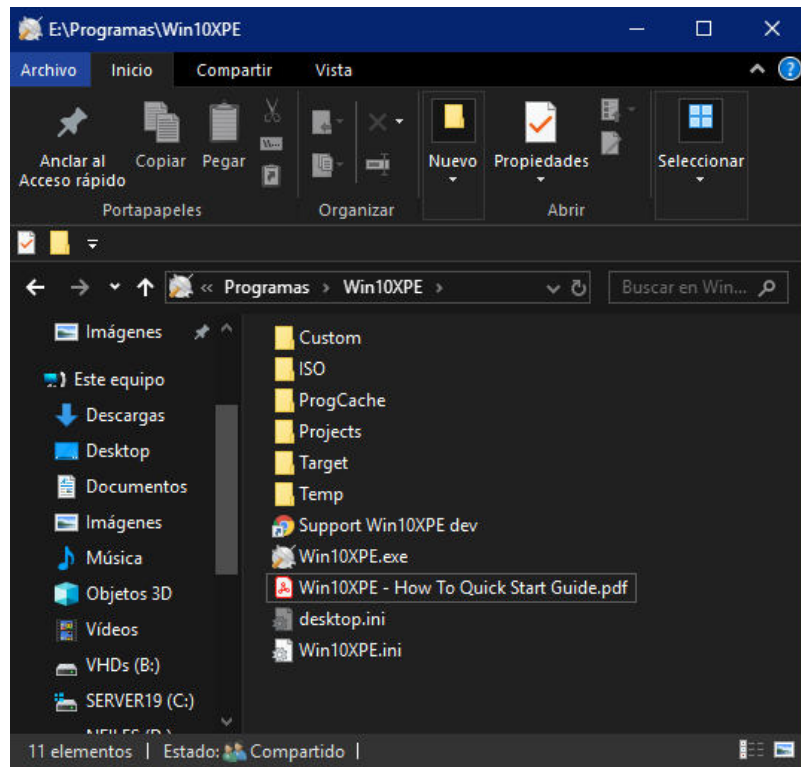 E:\Programas\Win10XPE
Archivo Inicio Compartir Vista
Anclar al Acceso rápido Copiar Pegar Nuevo Propiedades Seleccionar
Portapapeles Organizar Abrir
« Programas › Win10XPE › Buscar en Win...
Imágenes
Este equipo
Descargas
Desktop
Documentos
Imágenes
Música
Objetos 3D
Vídeos
VHDs (B:)
SERVER19 (C:)
Custom
ISO
ProgCache
Projects
Target
Temp
Support Win10XPE dev
Win10XPE.exe
Win10XPE - How To Quick Start Guide.pdf
desktop.ini
Win10XPE.ini
11 elementos | Estado: Compartido |